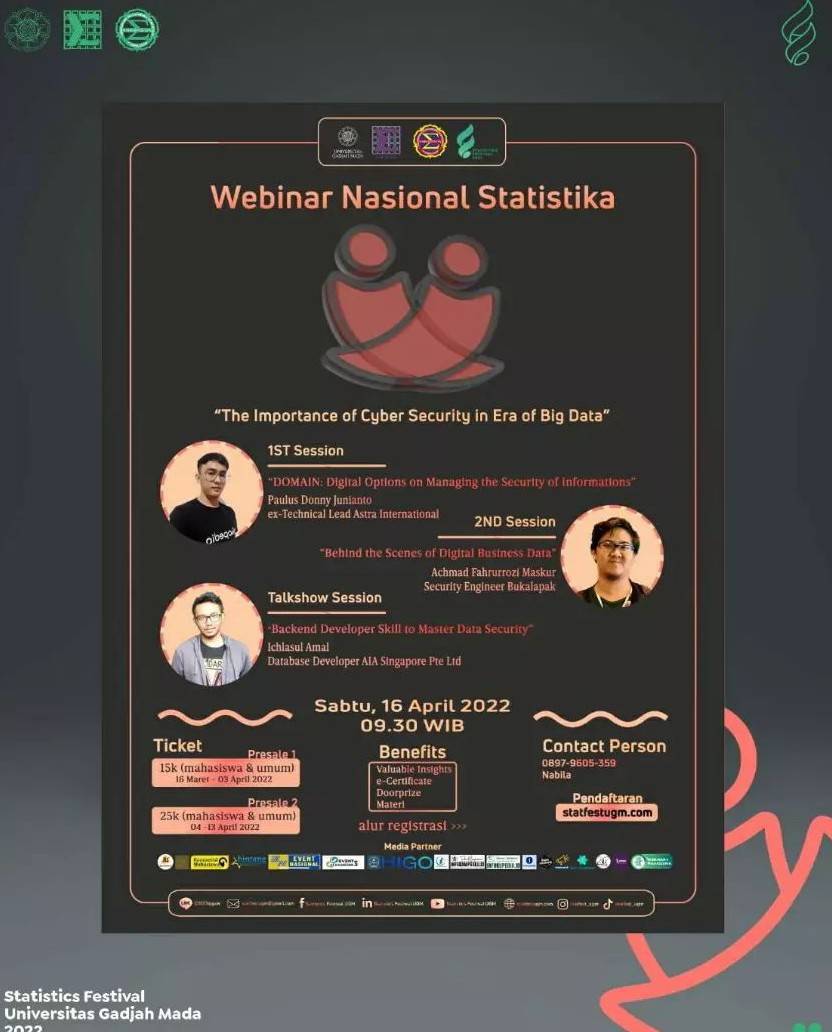 UNIVERSITAS
GADJAH MADA
Webinar Nasional Statistika
“The Importance of Cyber Security in Era of Big Data”
1ST Session
“DOMAIN: Digital Options on Managing the Security of Informations”
Paulus Donny Junianto
ex-Technical Lead Astra International
2ND Session
“Behind the Scenes of Digital Business Data”
Achmad Fahrurrozi Maskur
Security Engineer Bukalapak
Talkshow Session
“Backend Developer Skill to Master Data Security”
Ichlasul Amal
Database Developer AIA Singapore Pte Ltd
Sabtu, 16 April 2022
09.30 WIB
Ticket
Presale 1
15k (mahasiswa & umum)
16 Maret - 03 April 2022
Presale 2
25k (mahasiswa & umum)
04 -13 April 2022
Benefits
Valuable Insights
e-Certificate
Doorprize
Materi
alur registrasi >>>
Contact Person
0897-9605-359
Nabila
Pendaftaran
statfestugm.com
Media Partner
EVENT
NASIONAL
HIGO
Statistics Festival
Universitas Gadjah Mada
2022